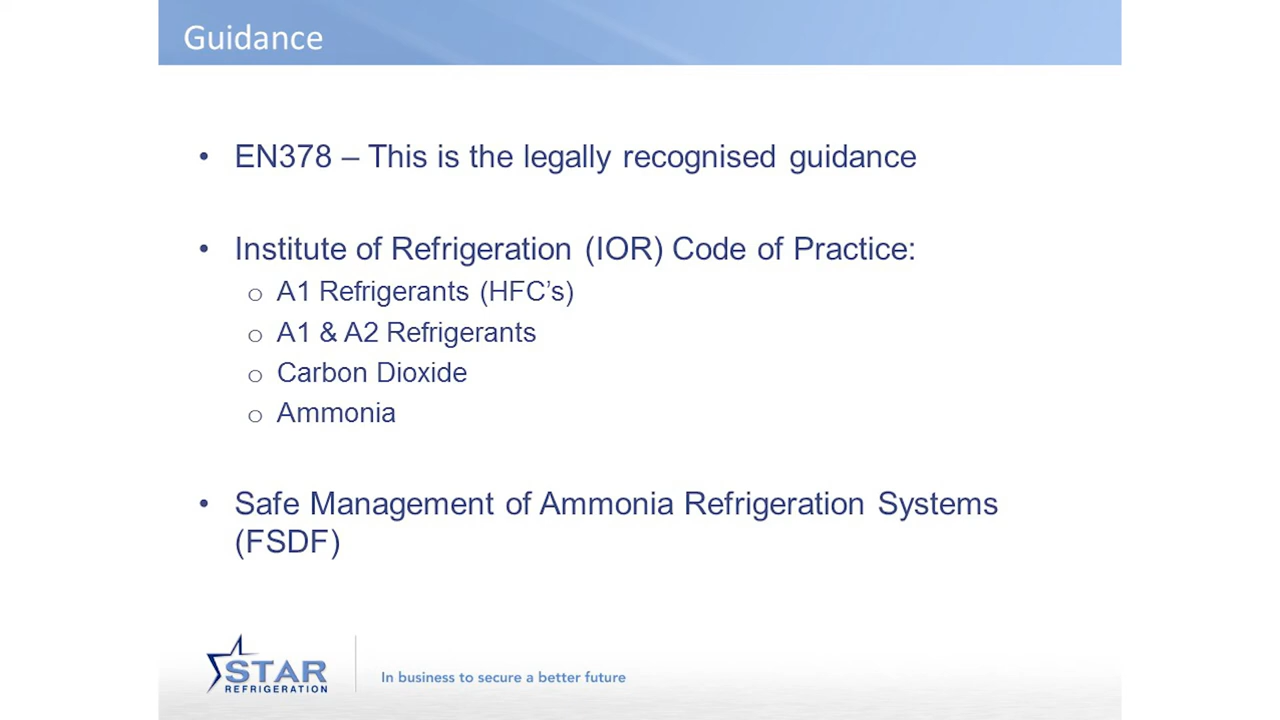 Guidance
• EN378 – This is the legally recognised guidance
• Institute of Refrigeration (IOR) Code of Practice:
o A1 Refrigerants (HFC’s)
o A1 & A2 Refrigerants
o Carbon Dioxide
o Ammonia
• Safe Management of Ammonia Refrigeration Systems
(FSDF)
STAR
REFRIGERATION
In business to secure a better future